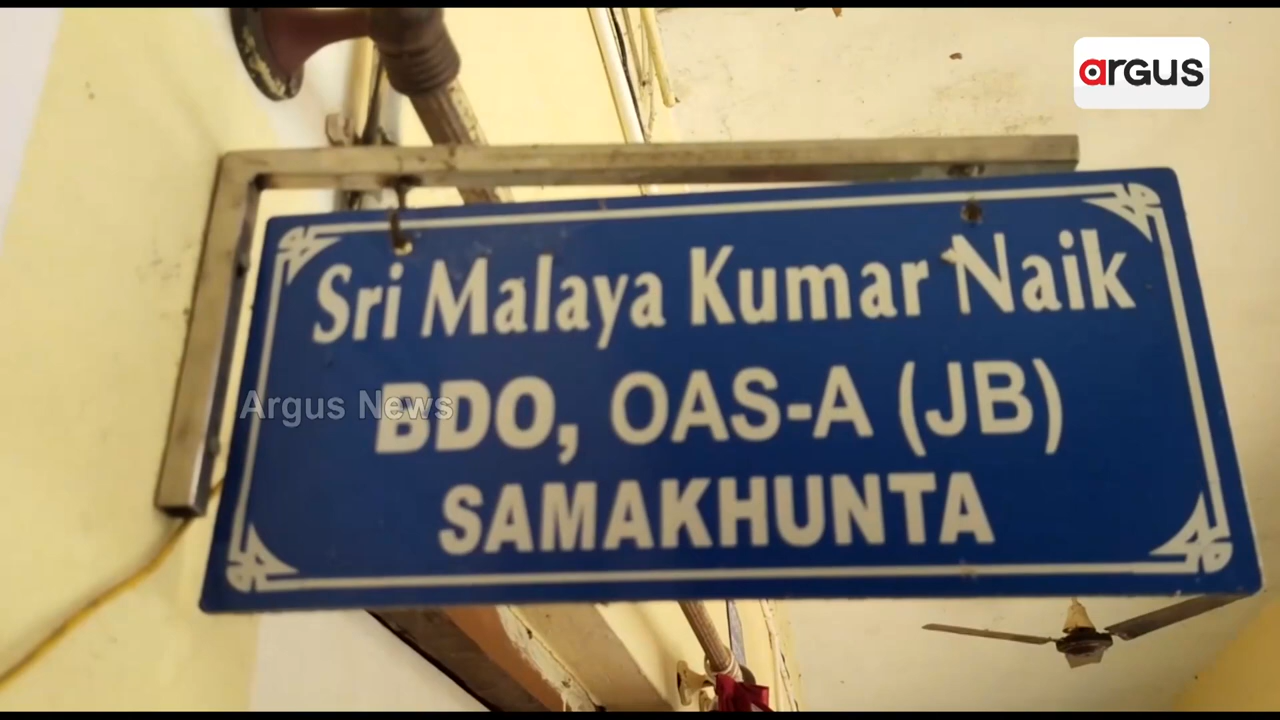 argus
Sri Malaya Kumar Naik
BDO, OAS-A (JB)
Argus News
SAMAKHUNTA